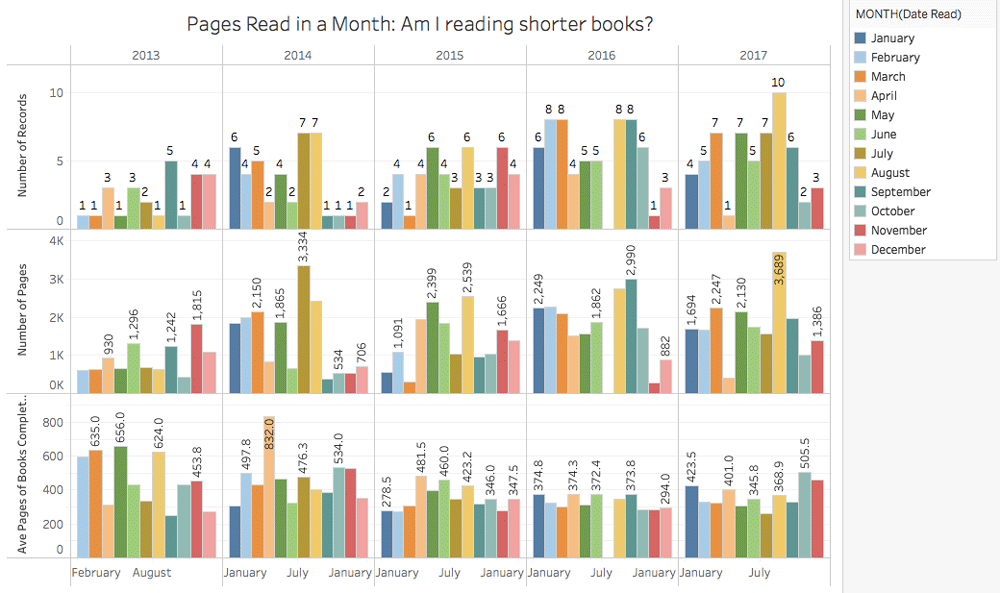 Pages Read in a Month: Am I reading shorter books?
2013 2014 2015 2016 2017
Number of Records
10
5
0
1 1 3 1 3 2 1 5 1 4 4
6 4 5 2 4 2 7 7 1 1 1 2
2 4 1 4 6 4 3 6 3 3 6 4
6 8 8 4 5 5 8 8 6 1 3
4 5 7 1 7 5 7 10 6 2 3
Number of Pages
4K
3K
2K
1K
0K
930 1,296 1,242 1,815
2,150 1,865 3,334 534 706
1,091 2,399 2,539 1,666
2,249 1,862 2,990 882
1,694 2,247 2,130 3,689 1,386
Ave Pages of Books Complet..
800
600
400
200
0
635.0 656.0 624.0 453.8
497.8 832.0 476.3 534.0
278.5 481.5 460.0 423.2 346.0 347.5
374.8 374.3 372.4 373.8 294.0
423.5 401.0 345.8 368.9 505.5
February August January July January January July January January July January January July
MONTH(Date Read)
January
February
March
April
May
June
July
August
September
October
November
December